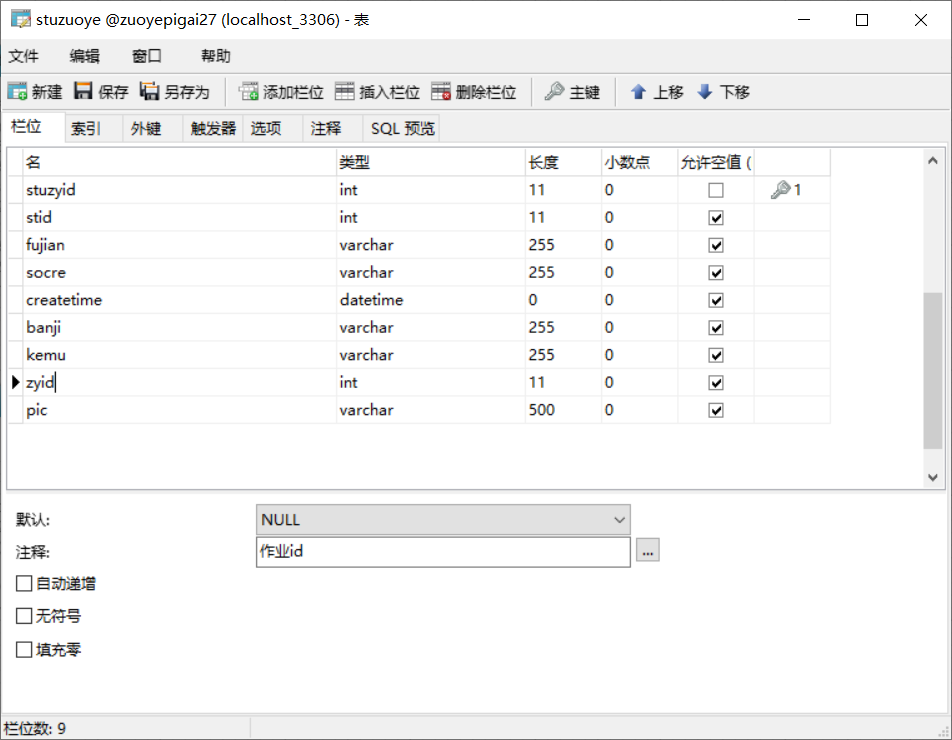 stuzuoye @zuoyepigai27 (localhost_3306) - 表
文件 编辑 窗口 帮助
新建 保存 另存为 添加栏位 插入栏位 删除栏位 主键 上移 下移
栏位 索引 外键 触发器 选项 注释 SQL 预览
名 类型 长度 小数点 允许空值 (
stuzyid int 11 0 1
stid int 11 0
fujian varchar 255 0
socre varchar 255 0
createtime datetime 0 0
banji varchar 255 0
kemu varchar 255 0
zyid int 11 0
pic varchar 500 0
默认: NULL
注释: 作业id ...
自动递增
无符号
填充零
栏位数: 9